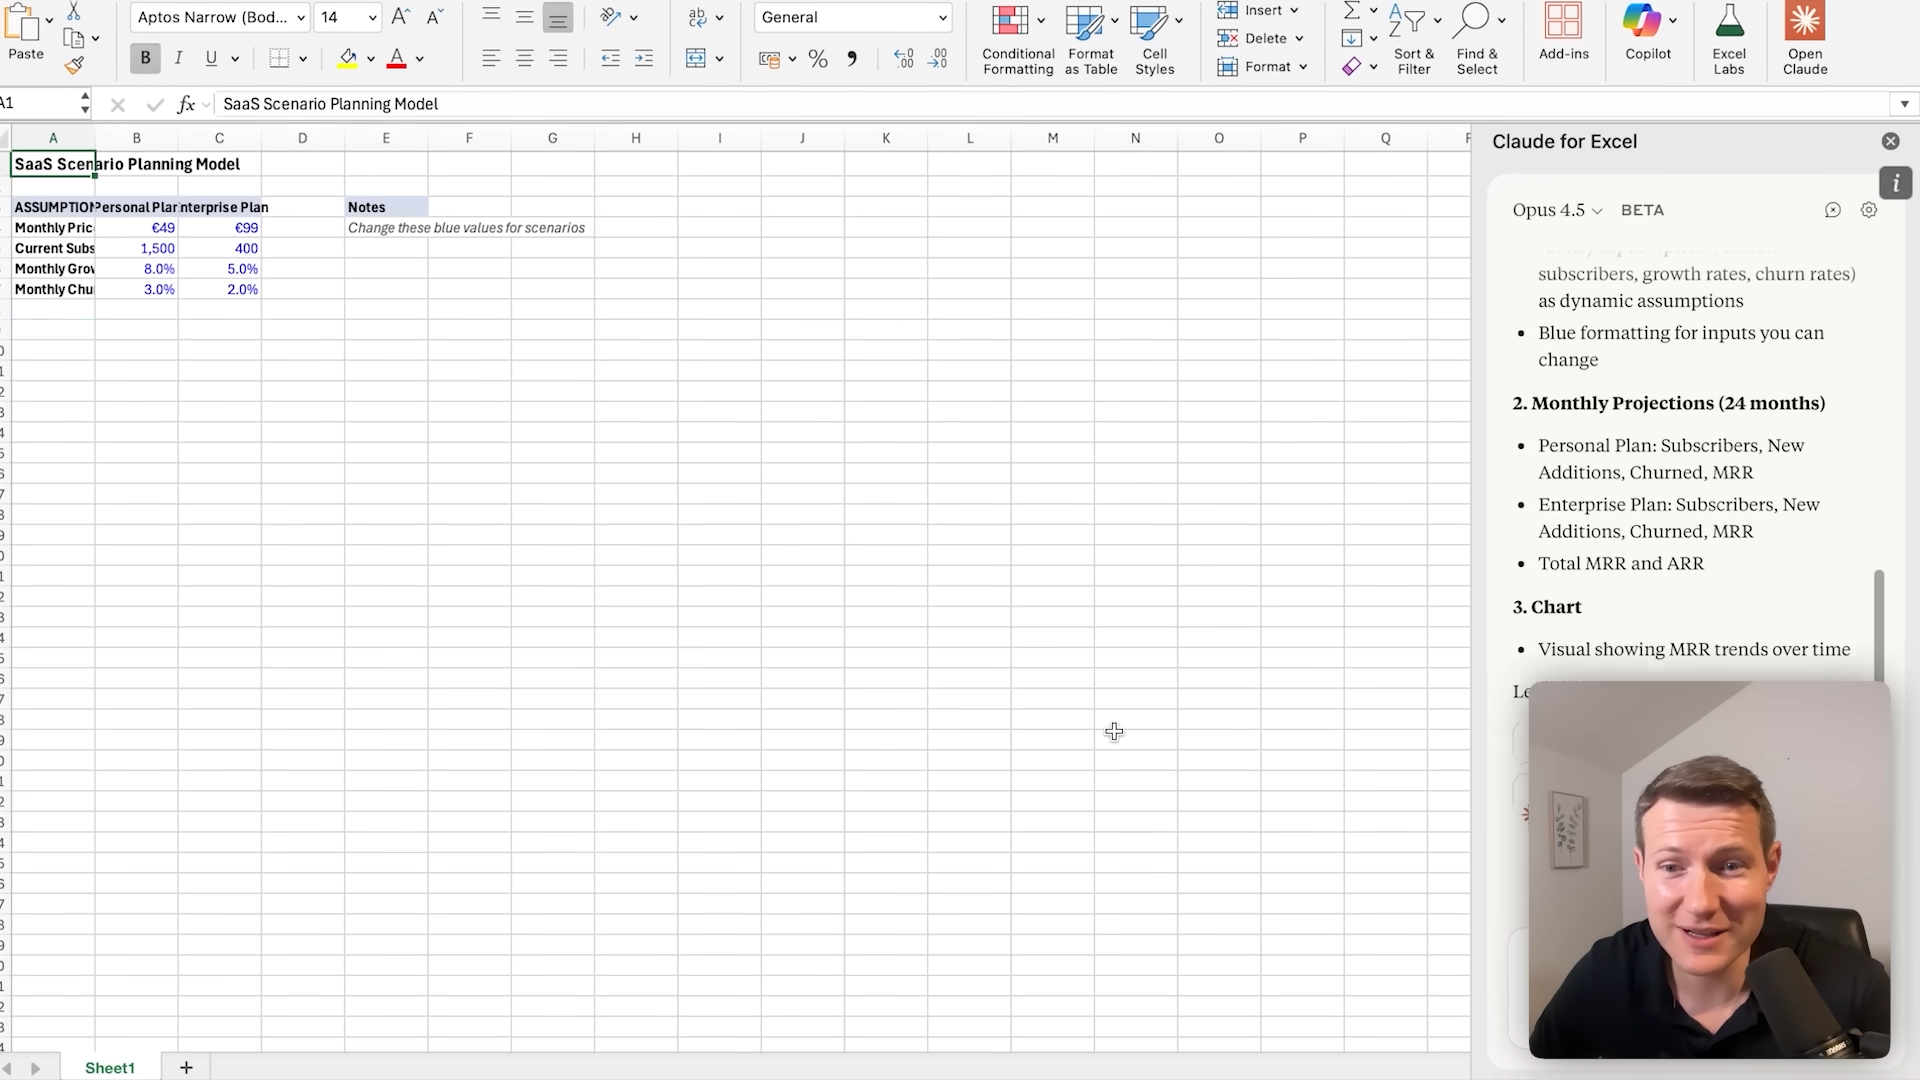 Paste
Aptos Narrow (Bod...
14
B
I
U
A
General
%
Conditional
Formatting
Format
as Table
Cell
Styles
Insert
Delete
Format
Sort &
Filter
Find &
Select
Add-ins
Copilot
Excel
Labs
Open
Claude
A1
fx
SaaS Scenario Planning Model
A B C D E F G H I J K L M N O P Q
SaaS Scenario Planning Model
ASSUMPTION Personal Plan nterprise Plan Notes
Monthly Pric €49 €99 Change these blue values for scenarios
Current Subs 1,500 400
Monthly Grow 8.0% 5.0%
Monthly Chu 3.0% 2.0%
Sheet1
+
Claude for Excel
Opus 4.5 BETA
subscribers, growth rates, churn rates)
as dynamic assumptions
Blue formatting for inputs you can
change
2. Monthly Projections (24 months)
Personal Plan: Subscribers, New
Additions, Churned, MRR
Enterprise Plan: Subscribers, New
Additions, Churned, MRR
Total MRR and ARR
3. Chart
Visual showing MRR trends over time